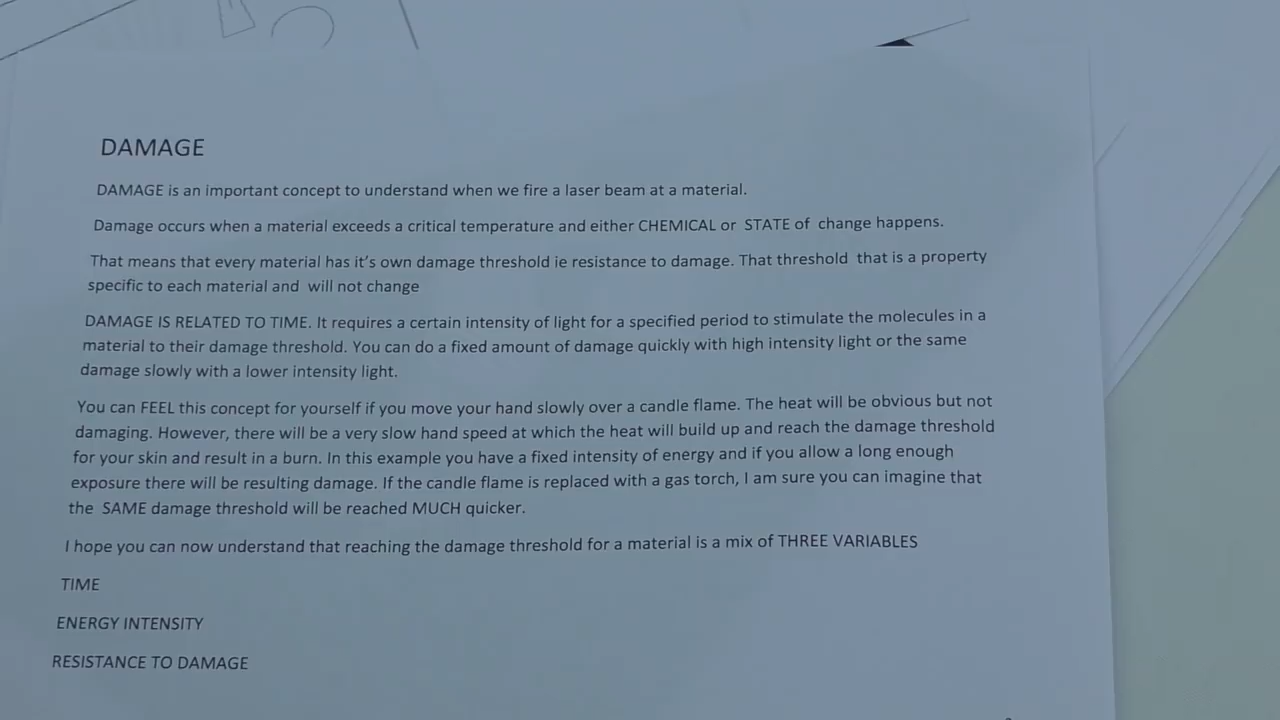 DAMAGE
DAMAGE is an important concept to understand when we fire a laser beam at a material.
Damage occurs when a material exceeds a critical temperature and either CHEMICAL or STATE of change happens.
That means that every material has it's own damage threshold ie resistance to damage. That threshold that is a property
specific to each material and will not change
DAMAGE IS RELATED TO TIME. It requires a certain intensity of light for a specified period to stimulate the molecules in a
material to their damage threshold. You can do a fixed amount of damage quickly with high intensity light or the same
damage slowly with a lower intensity light.
You can FEEL this concept for yourself if you move your hand slowly over a candle flame. The heat will be obvious but not
damaging. However, there will be a very slow hand speed at which the heat will build up and reach the damage threshold
for your skin and result in a burn. In this example you have a fixed intensity of energy and if you allow a long enough
exposure there will be resulting damage. If the candle flame is replaced with a gas torch, I am sure you can imagine that
the SAME damage threshold will be reached MUCH quicker.
I hope you can now understand that reaching the damage threshold for a material is a mix of THREE VARIABLES
TIME
ENERGY INTENSITY
RESISTANCE TO DAMAGE